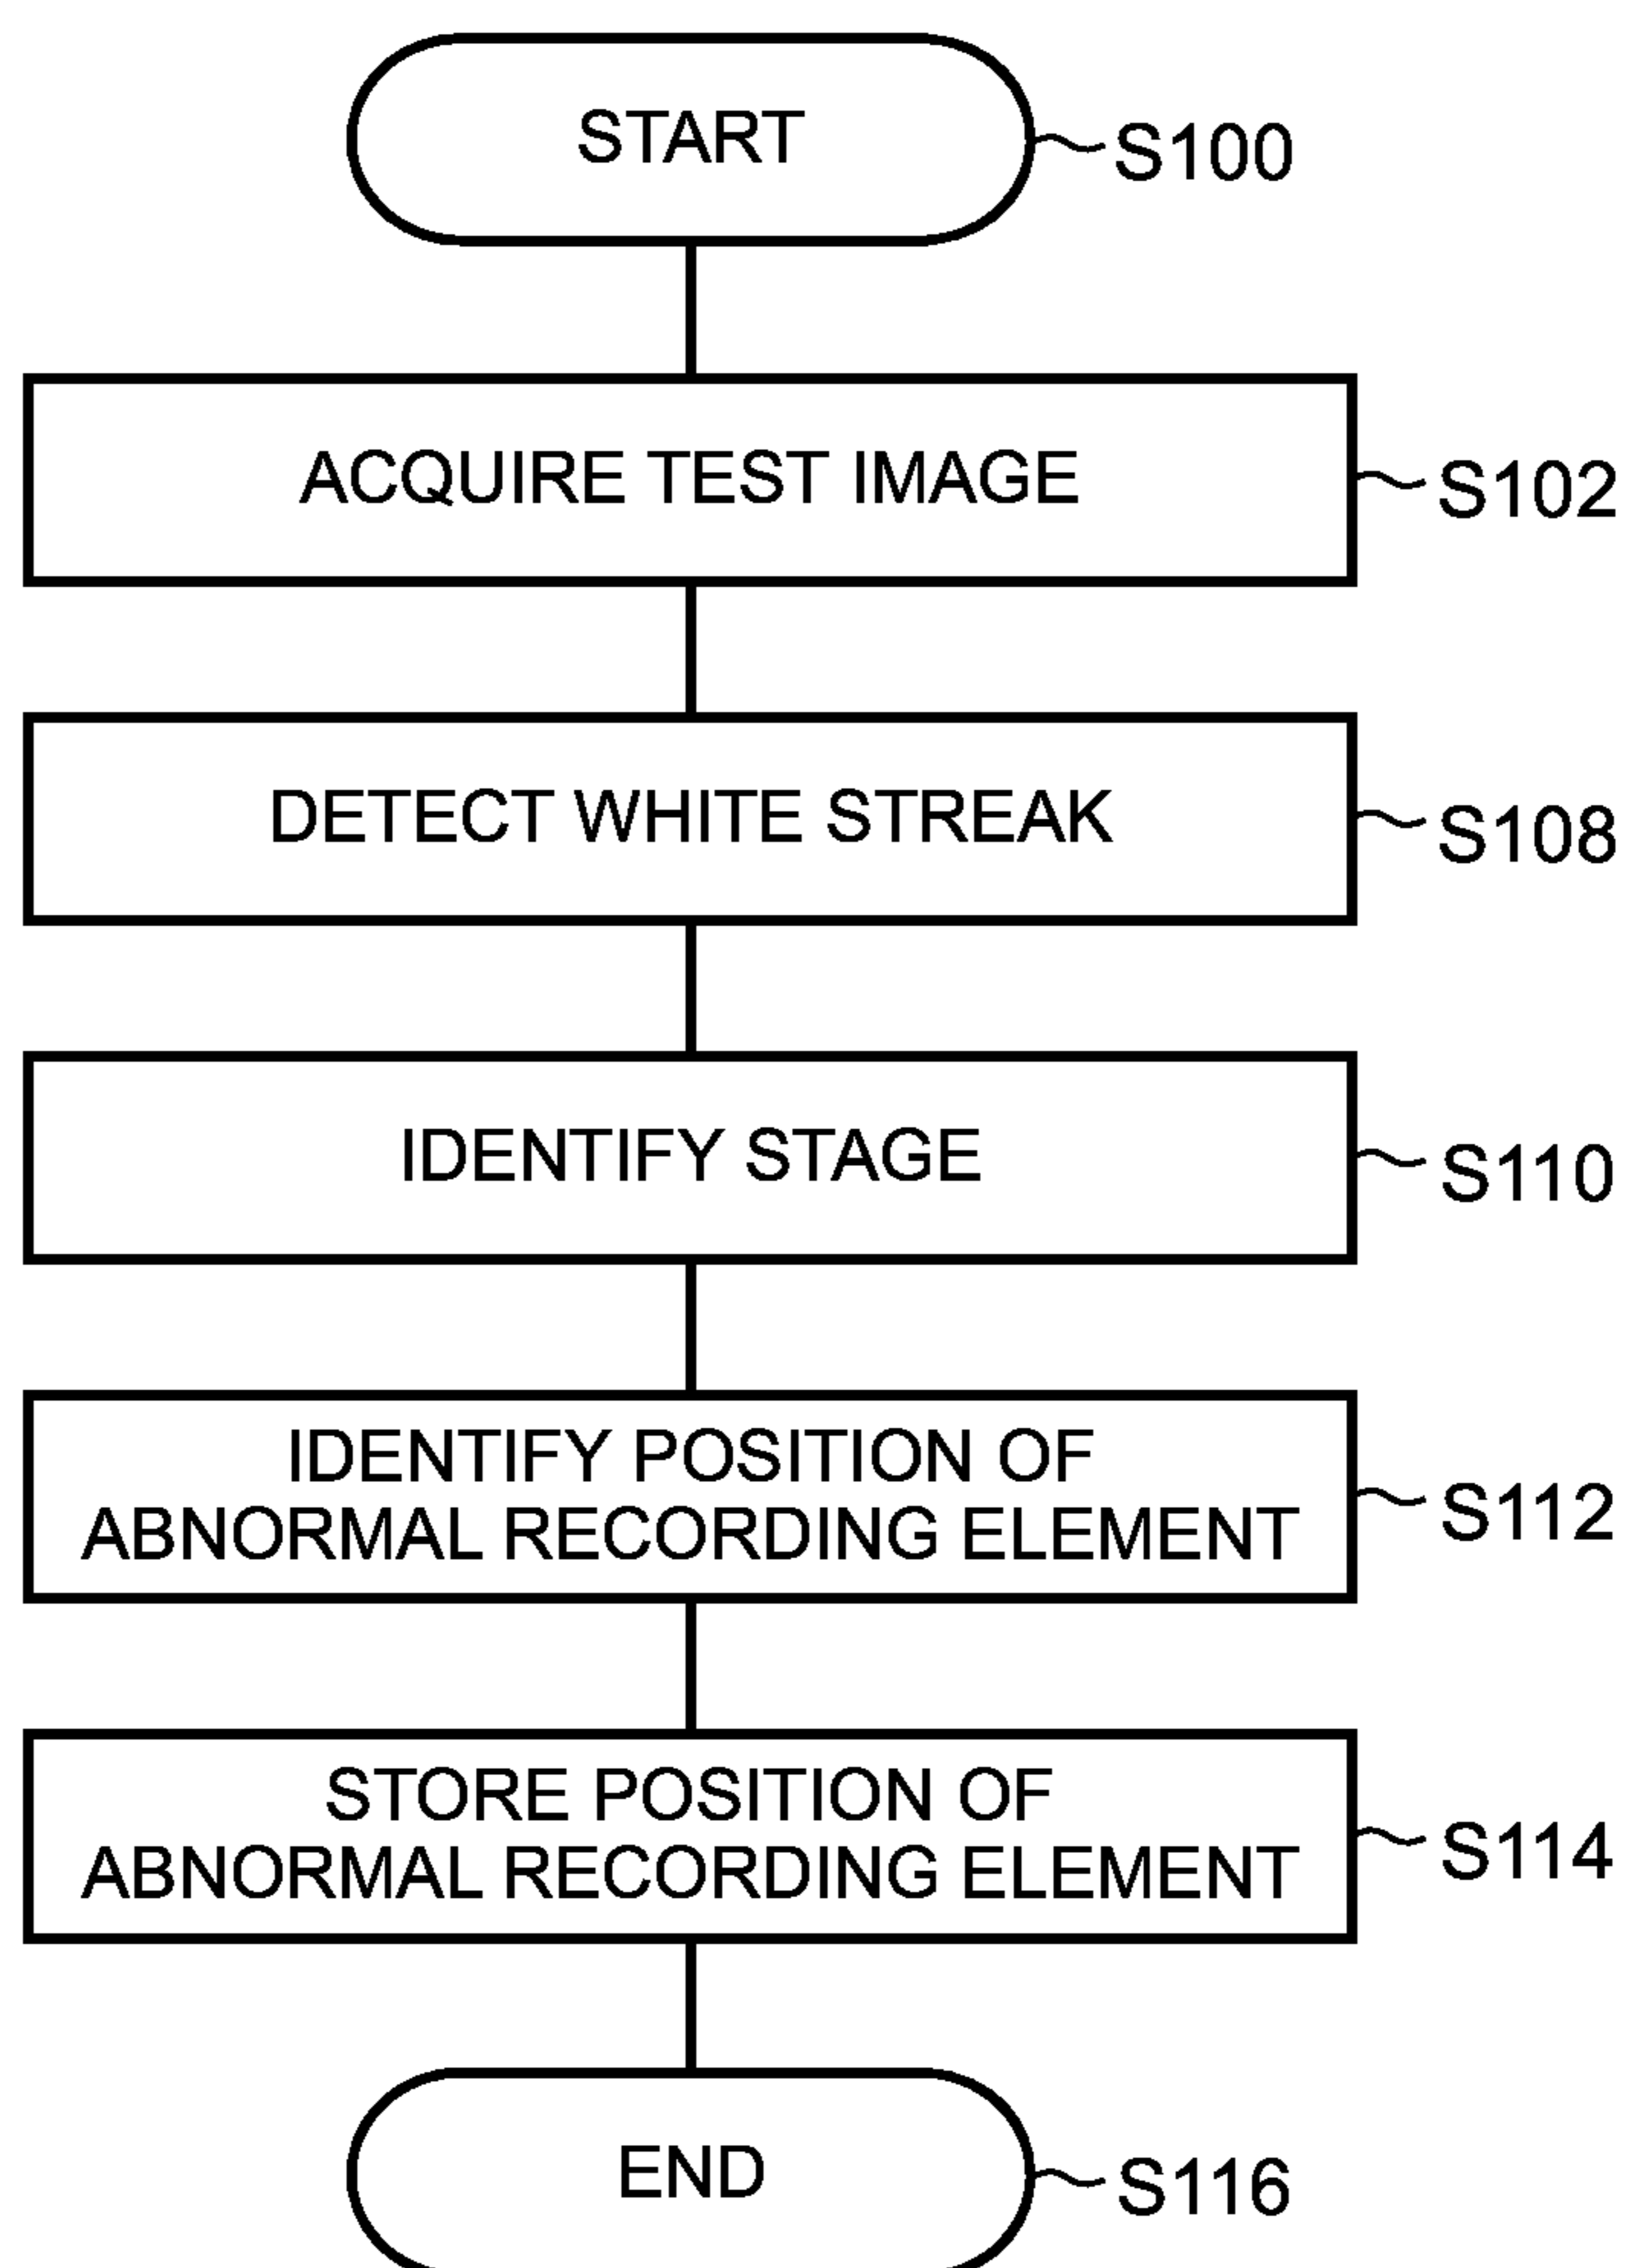 START
S100
ACQUIRE TEST IMAGE
S102
DETECT WHITE STREAK
S108
IDENTIFY STAGE
S110
IDENTIFY POSITION OF
ABNORMAL RECORDING ELEMENT
S112
STORE POSITION OF
ABNORMAL RECORDING ELEMENT
S114
END
S116